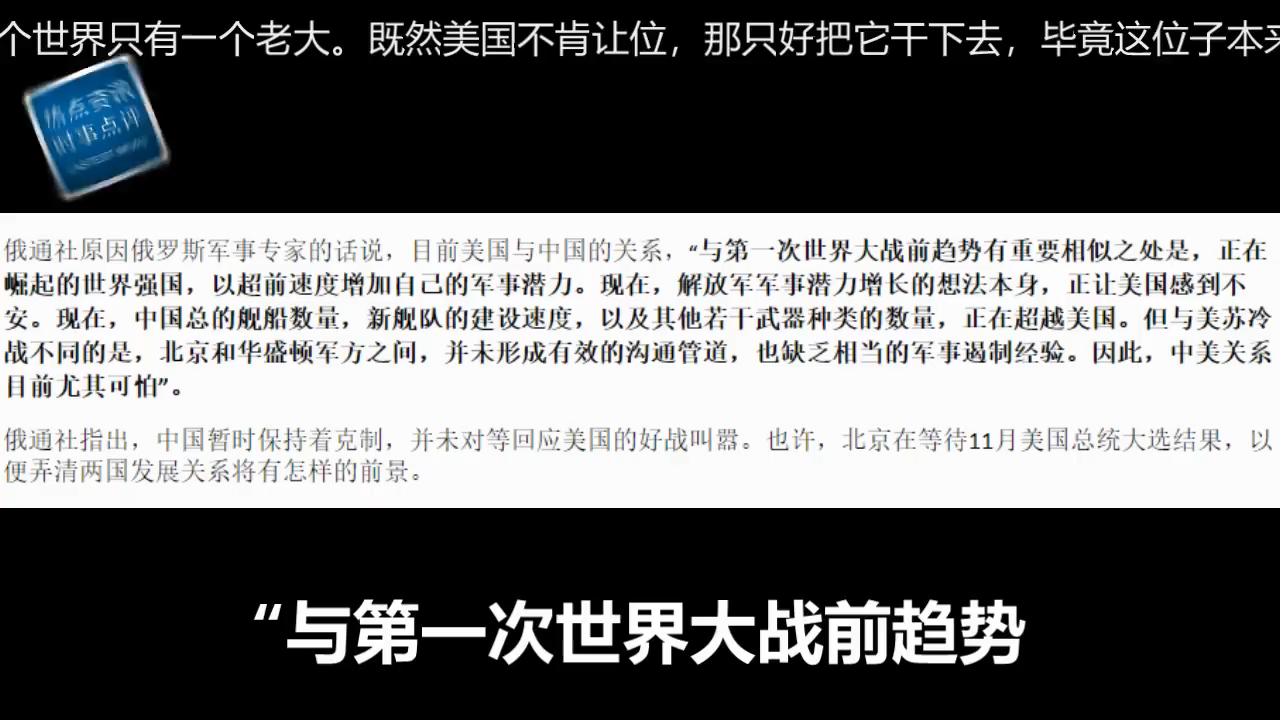 个世界只有一个老大。既然美国不肯让位，那只好把它干下去，毕竟这位子本来
热点资讯
时事点评
俄通社原因俄罗斯军事专家的话说，目前美国与中国的关系，“与第一次世界大战前趋势有重要相似之处是，正在
崛起的世界强国，以超前速度增加自己的军事潜力。现在，解放军军事潜力增长的想法本身，正让美国感到不
安。现在，中国总的舰船数量，新舰队的建设速度，以及其他若干武器种类的数量，正在超越美国。但与美苏冷
战不同的是，北京和华盛顿军方之间，并未形成有效的沟通管道，也缺乏相当的军事遏制经验。因此，中美关系
目前尤其可怕”。
俄通社指出，中国暂时保持着克制，并未对等回应美国的好战叫嚣。也许，北京在等待11月美国总统大选结果，以
便弄清两国发展关系将有怎样的前景。
“与第一次世界大战前趋势